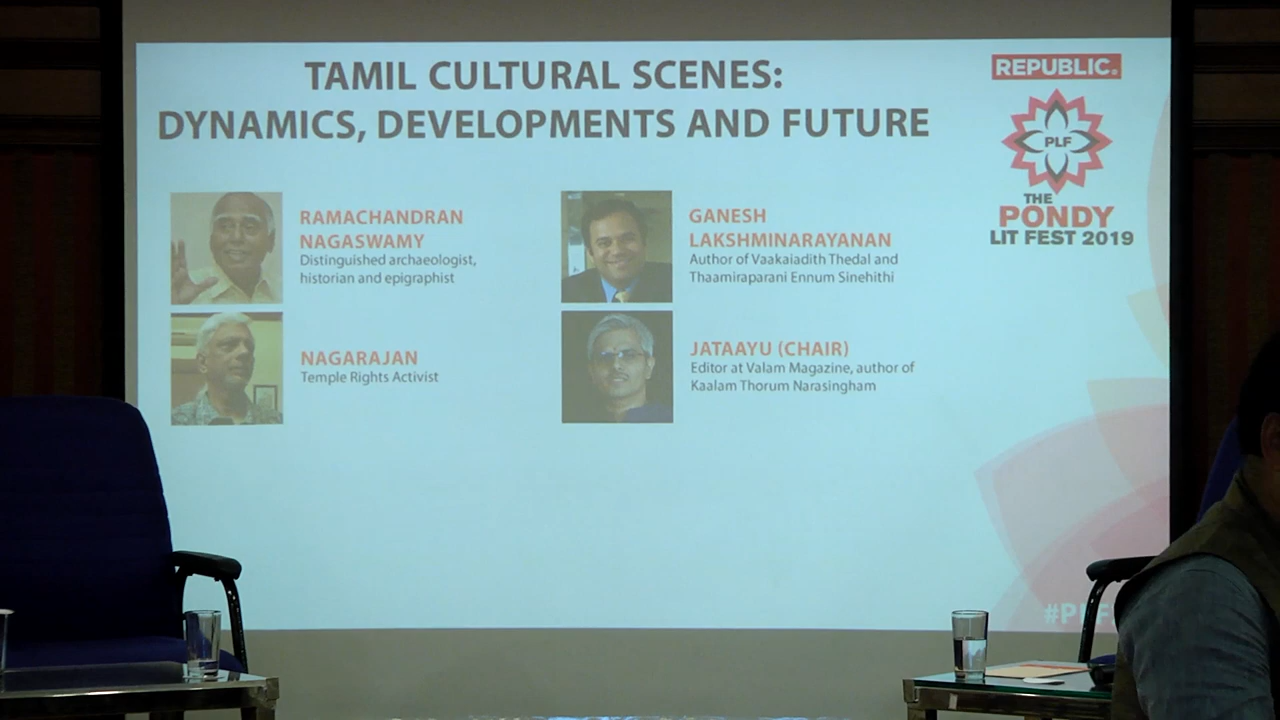 TAMIL CULTURAL SCENES:
DYNAMICS, DEVELOPMENTS AND FUTURE
REPUBLIC.
PLF
THE
PONDY
LIT FEST 2019
RAMACHANDRAN
NAGASWAMY
Distinguished archaeologist,
historian and epigraphist
GANESH
LAKSHMINARAYANAN
Author of Vaakaiadith Thedal and
Thaamiraparani Ennum Sinehithi
NAGARAJAN
Temple Rights Activist
JATAAYU (CHAIR)
Editor at Valam Magazine, author of
Kaalam Thorum Narasingham